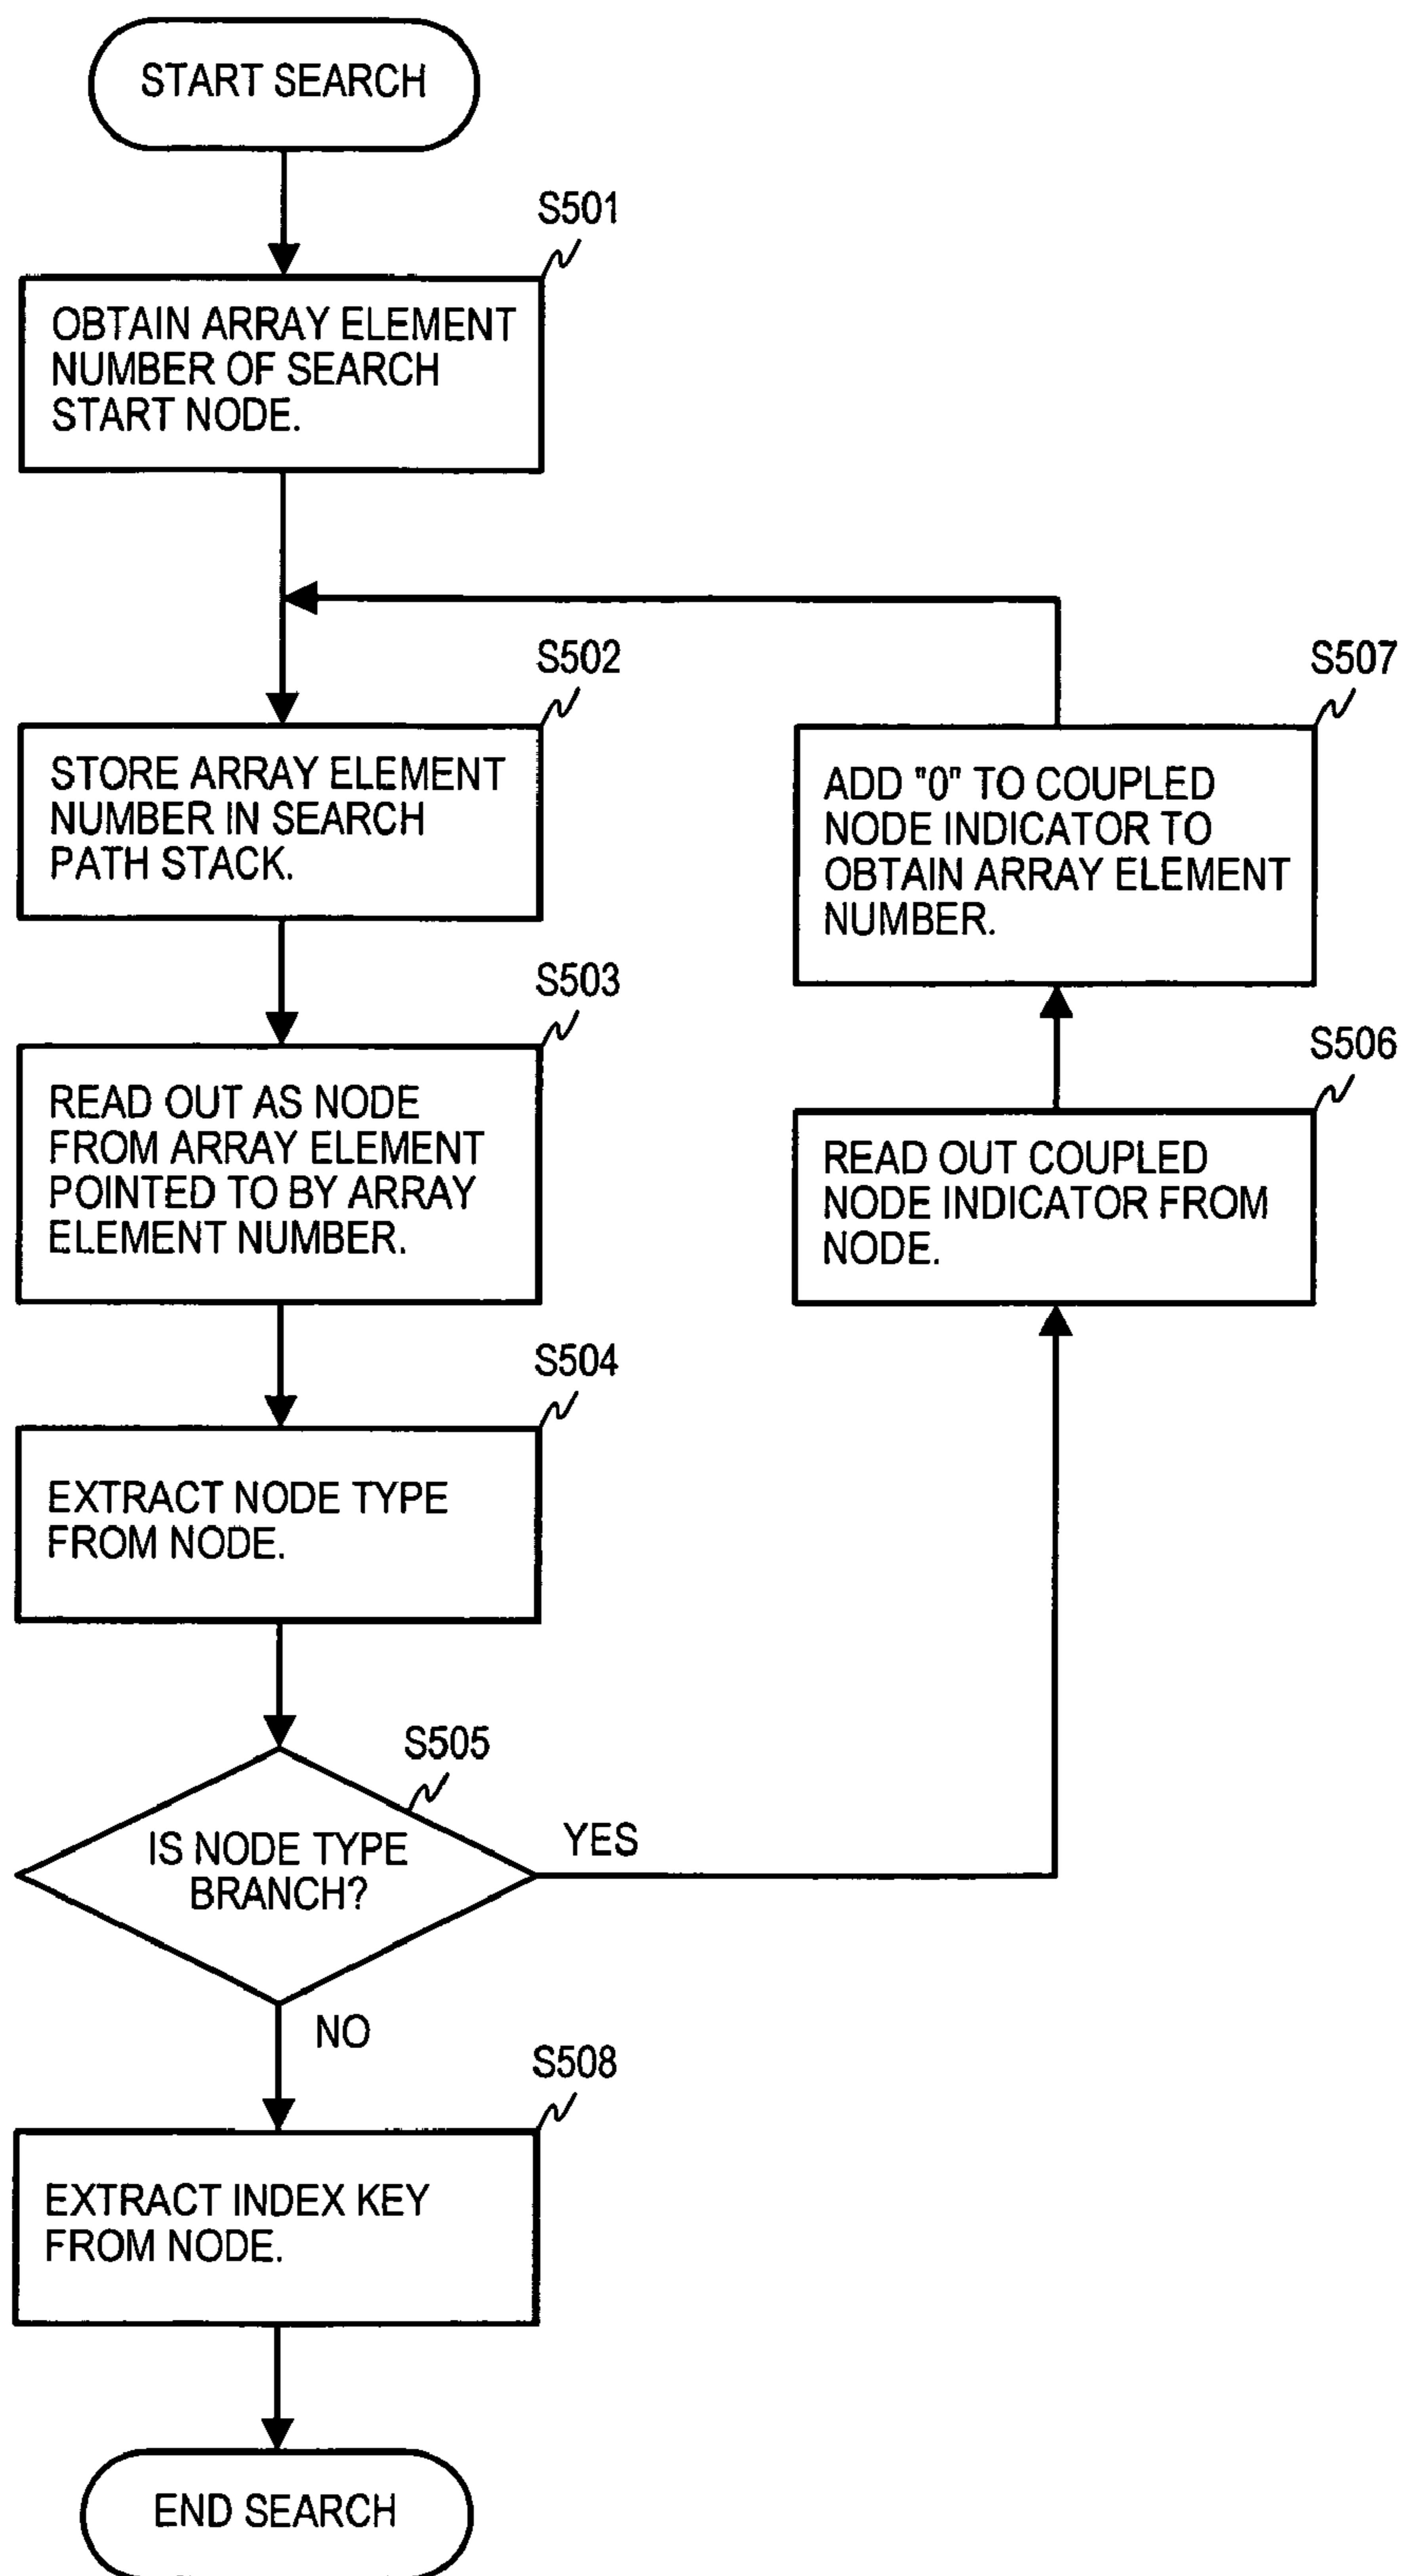 START SEARCH
S501
OBTAIN ARRAY ELEMENT
NUMBER OF SEARCH
START NODE.
S502
STORE ARRAY ELEMENT
NUMBER IN SEARCH
PATH STACK.
S503
READ OUT AS NODE
FROM ARRAY ELEMENT
POINTED TO BY ARRAY
ELEMENT NUMBER.
S504
EXTRACT NODE TYPE
FROM NODE.
S505
IS NODE TYPE
BRANCH?
YES
S506
READ OUT COUPLED
NODE INDICATOR FROM
NODE.
S507
ADD "0" TO COUPLED
NODE INDICATOR TO
OBTAIN ARRAY ELEMENT
NUMBER.
NO
S508
EXTRACT INDEX KEY
FROM NODE.
END SEARCH